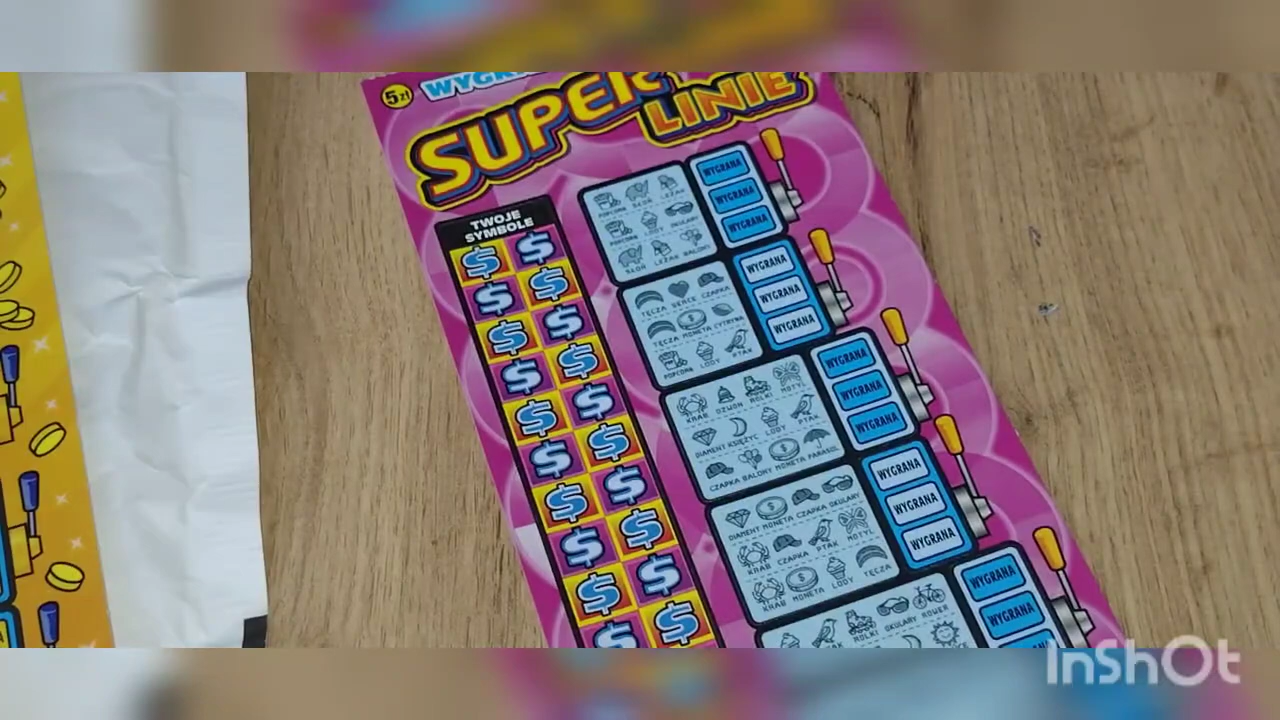 5zł
SUPER
LINIE
TWOJE
SYMBOLE
POPCORN SŁOŃ LEŻAK
POPCORN LODY OKULARY
SŁOŃ LEŻAK BALONY
WYGRANA
WYGRANA
WYGRANA
TĘCZA SERCE CZAPKA
TĘCZA MONETA CYTRYNA
POPCORN LODY PTAK
WYGRANA
WYGRANA
WYGRANA
KRAB DZWON ROLKI MOTYL
DIAMENT KSIĘŻYC LODY PTAK
CZAPKA BALONY MONETA PARASOL
WYGRANA
WYGRANA
WYGRANA
DIAMENT MONETA CZAPKA OKULARY
KRAB CZAPKA PTAK MOTYL
KRAB MONETA LODY TĘCZA
WYGRANA
WYGRANA
WYGRANA
ROLKI OKULARY ROWER
WYGRANA
WYGRANA
InShOt